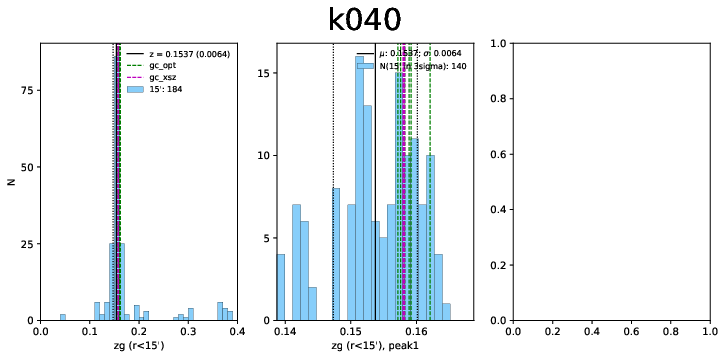 k040
z = 0.1537 (0.0064)
gc_opt
gc_xsz
15': 184
N
75
50
25
0
0.0 0.1 0.2 0.3 0.4
zg (r<15')
μ: 0.1537; σ: 0.0064
N(15' in 3sigma): 140
15
10
5
0
0.14 0.15 0.16
zg (r<15'), peak1
1.0
0.8
0.6
0.4
0.2
0.0
0.0 0.2 0.4 0.6 0.8 1.0